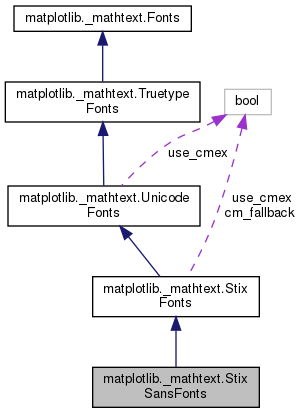 matplotlib._mathtext.Fonts
matplotlib._mathtext.Truetype
Fonts
bool
use_cmex
matplotlib._mathtext.Unicode
Fonts
use_cmex
cm_fallback
matplotlib._mathtext.Stix
Fonts
matplotlib._mathtext.Stix
SansFonts